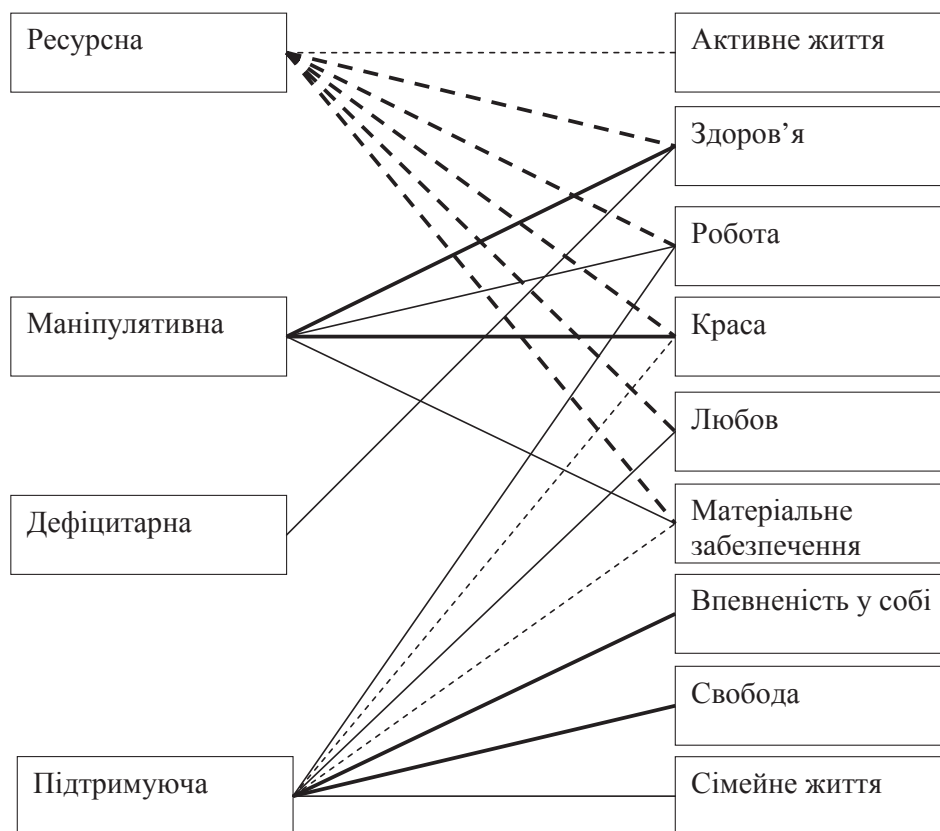 Ресурсна
Маніпулятивна
Дефіцитарна
Підтримуюча
Активне життя
Здоров’я
Робота
Краса
Любов
Матеріальне
забезпечення
Впевненість у собі
Свобода
Сімейне життя